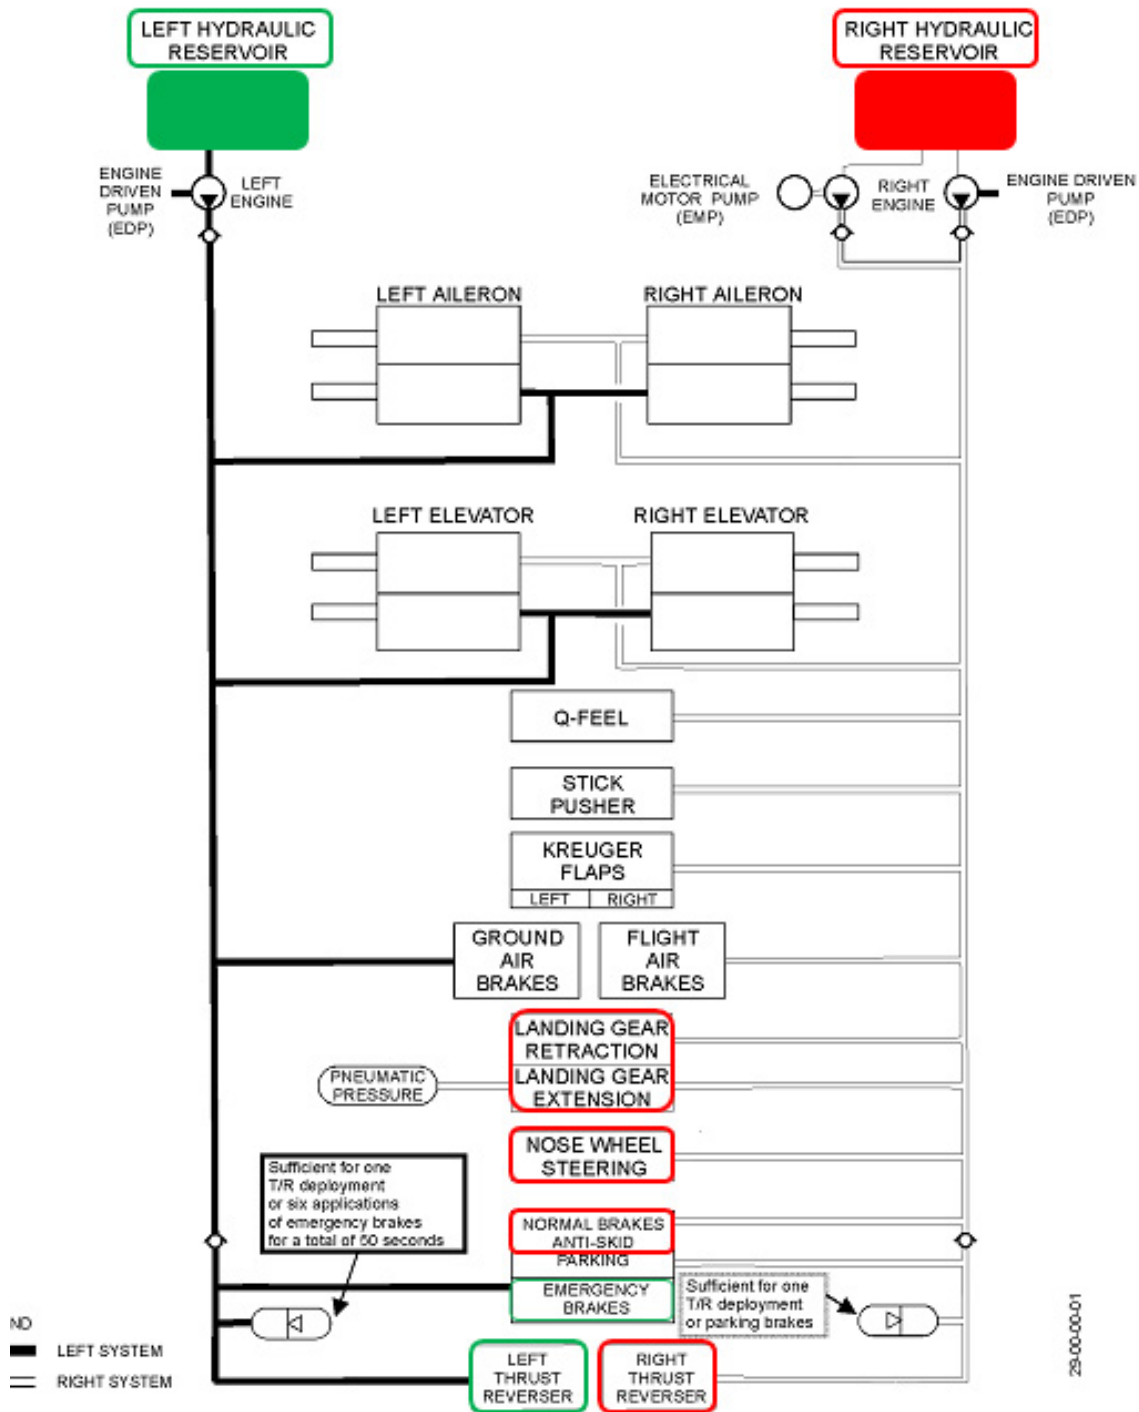 LEFT HYDRAULIC
RESERVOIR
RIGHT HYDRAULIC
RESERVOIR
ENGINE
DRIVEN
PUMP
(EDP)
LEFT
ENGINE
ELECTRICAL
MOTOR PUMP
(EMP)
RIGHT
ENGINE
ENGINE DRIVEN
PUMP
(EDP)
LEFT AILERON
RIGHT AILERON
LEFT ELEVATOR
RIGHT ELEVATOR
Q-FEEL
STICK
PUSHER
KREUGER
FLAPS
LEFT
RIGHT
GROUND
AIR
BRAKES
FLIGHT
AIR
BRAKES
LANDING GEAR
RETRACTION
LANDING GEAR
EXTENSION
PNEUMATIC
PRESSURE
NOSE WHEEL
STEERING
Sufficient for one
T/R deployment
or six applications
of emergency brakes
for a total of 50 seconds
NORMAL BRAKES
ANTI-SKID
PARKING
EMERGENCY
BRAKES
Sufficient for one
T/R deployment
or parking brakes
ND
LEFT SYSTEM
RIGHT SYSTEM
LEFT
THRUST
REVERSER
RIGHT
THRUST
REVERSER
29-00-00-01